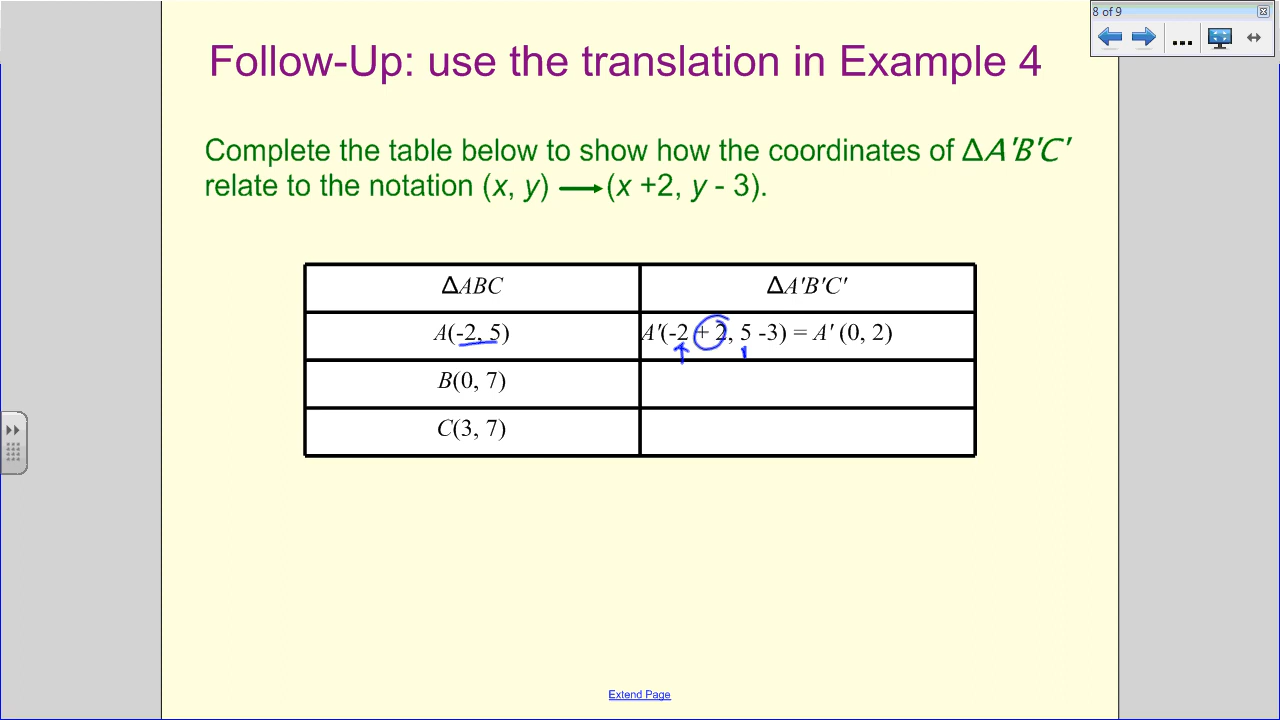 8 of 9
Follow-Up: use the translation in Example 4
Complete the table below to show how the coordinates of ΔA'B'C'
relate to the notation (x, y) ⟶ (x +2, y - 3).
ΔABC
ΔA'B'C'
A(-2, 5)
A'(-2 + 2, 5 -3) = A' (0, 2)
B(0, 7)
C(3, 7)
Extend Page